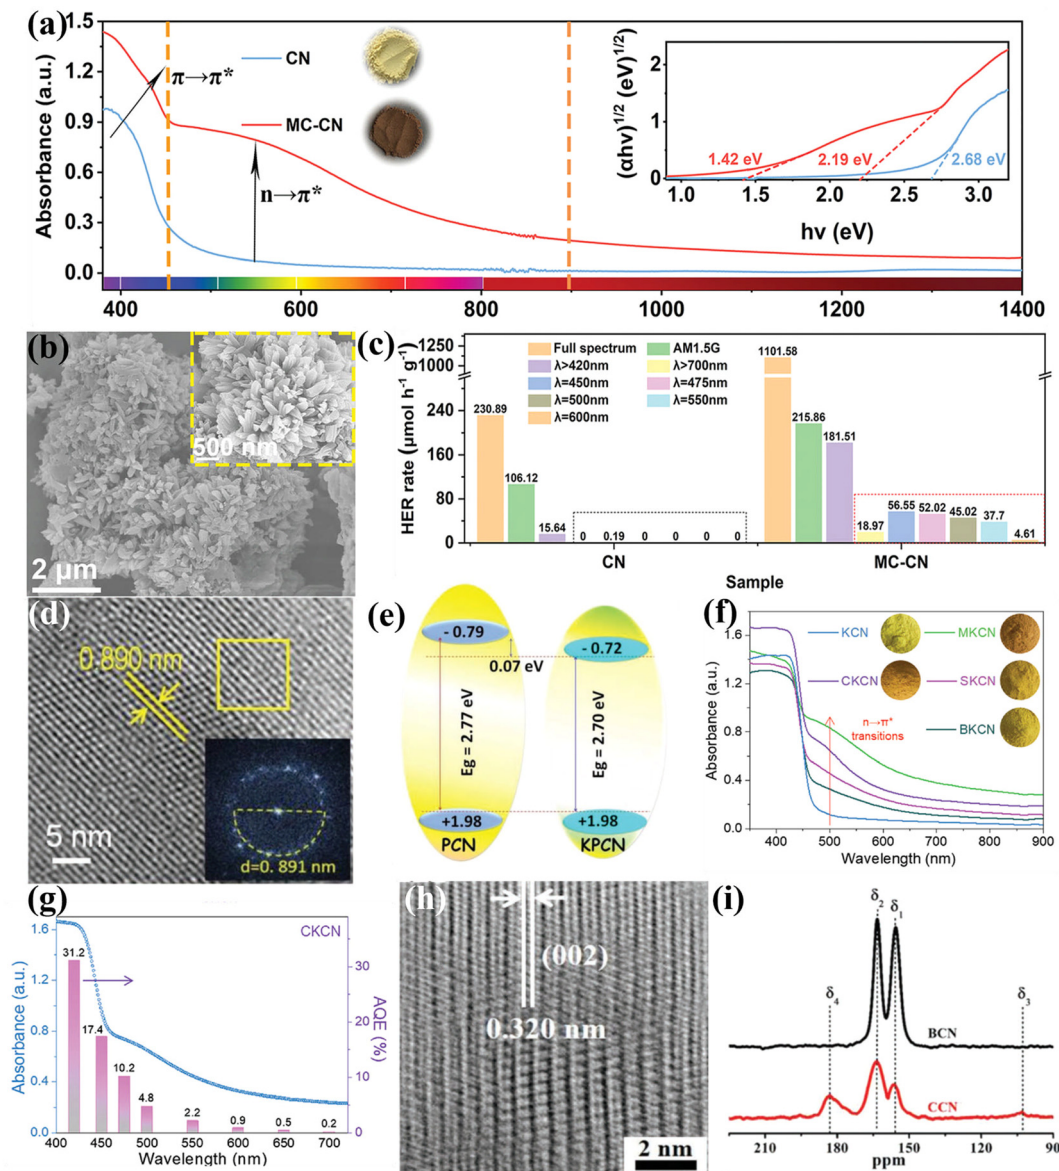 (a)
Absorbance (a.u.)
1.5
1.2
0.9
0.6
0.3
0.0
π→π*
n→π*
CN
MC-CN
400
600
800
1000
1200
1400
(αhv)1/2 (eV)1/2)
2
1
0
1.42 eV
2.19 eV
2.68 eV
1.0
1.5
2.0
2.5
3.0
hv (eV)
(b)
500 nm
2 μm
(c)
HER rate (μmol h-1 g-1)
1250
1000
240
160
80
0
Full spectrum
AM1.5G
λ>420nm
λ>700nm
λ=450nm
λ=475nm
λ=500nm
λ=550nm
λ=600nm
230.89
106.12
15.64
0
0.19
0
0
0
0
1101.58
215.86
181.51
18.97
56.55
52.02
45.02
37.7
4.61
CN
MC-CN
Sample
(d)
0.890 nm
5 nm
d=0. 891 nm
(e)
- 0.79
- 0.72
0.07 eV
Eg = 2.77 eV
Eg = 2.70 eV
+1.98
+1.98
PCN
KPCN
(f)
Absorbance (a.u.)
1.6
1.2
0.8
0.4
0.0
KCN
MKCN
CKCN
SKCN
BKCN
n→π*
transitions
400
500
600
700
800
900
Wavelength (nm)
(g)
Absorbance (a.u.)
1.6
1.2
0.8
0.4
0.0
CKCN
31.2
17.4
10.2
4.8
2.2
0.9
0.5
0.2
30
20
10
0
AQE (%)
400
450
500
550
600
650
700
Wavelength (nm)
(h)
(002)
0.320 nm
2 nm
(i)
δ2
δ1
δ4
δ3
BCN
CCN
210
180
150
120
90
ppm